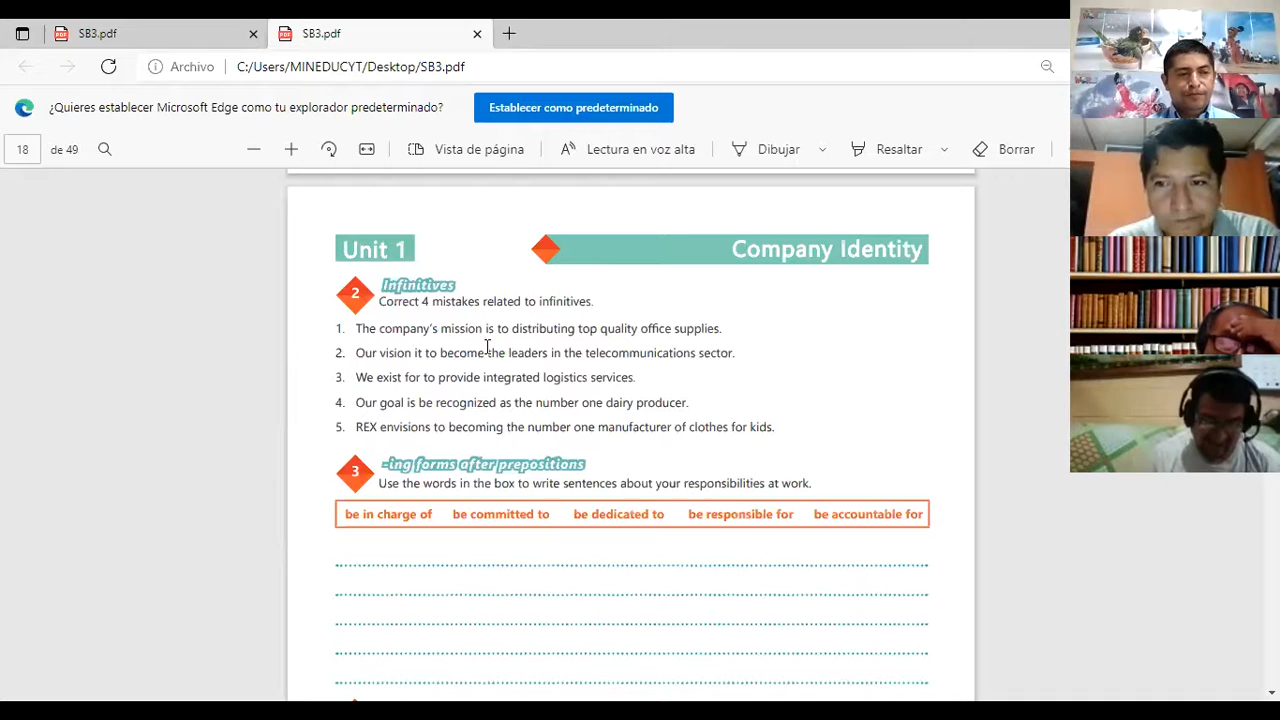 SB3.pdf
SB3.pdf
Archivo C:/Users/MINEDUCYT/Desktop/SB3.pdf
¿Quieres establecer Microsoft Edge como tu explorador predeterminado? Establecer como predeterminado
18 de 49 Vista de página Lectura en voz alta Dibujar Resaltar Borrar
Unit 1 Company Identity
2 Infinitives
Correct 4 mistakes related to infinitives.
1. The company's mission is to distributing top quality office supplies.
2. Our vision it to become the leaders in the telecommunications sector.
3. We exist for to provide integrated logistics services.
4. Our goal is be recognized as the number one dairy producer.
5. REX envisions to becoming the number one manufacturer of clothes for kids.
3 -ing forms after prepositions
Use the words in the box to write sentences about your responsibilities at work.
be in charge of be committed to be dedicated to be responsible for be accountable for